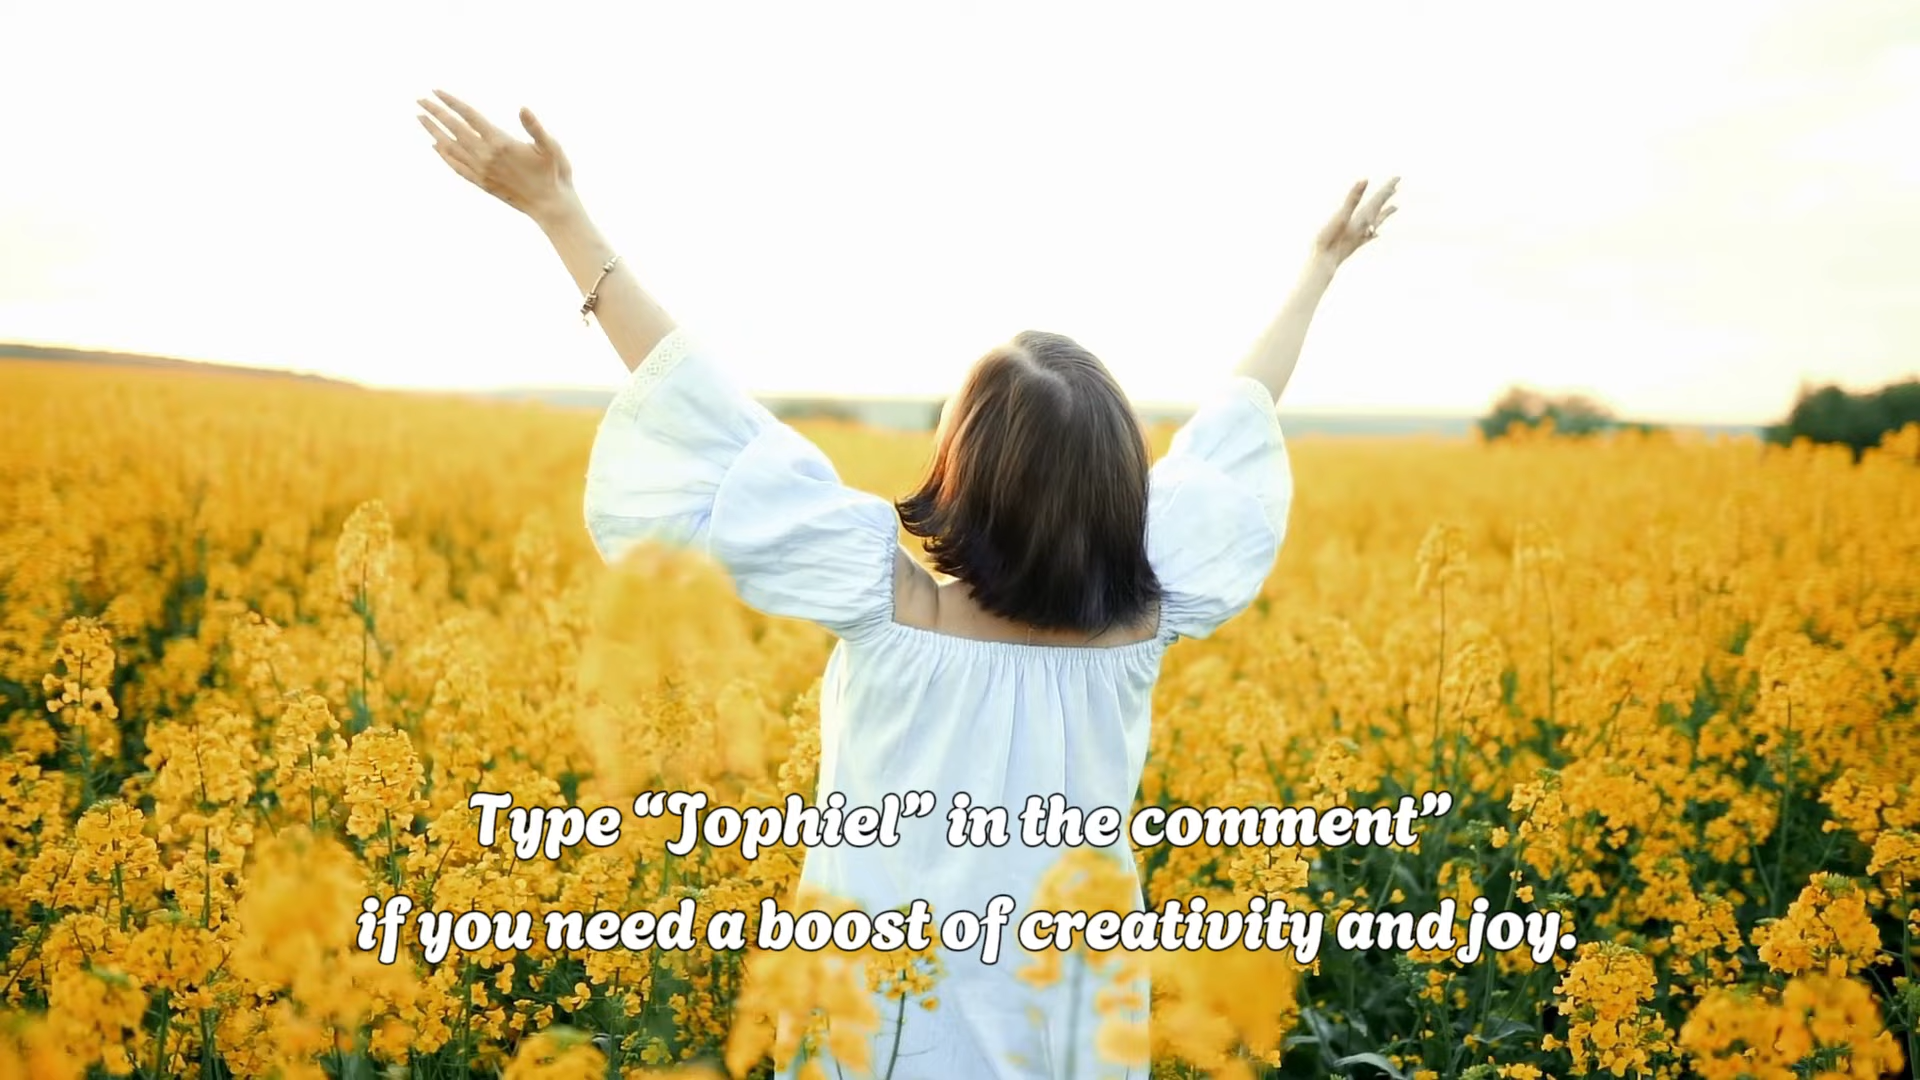 Type “Jophiel” in the comment”
if you need a boost of creativity and joy.